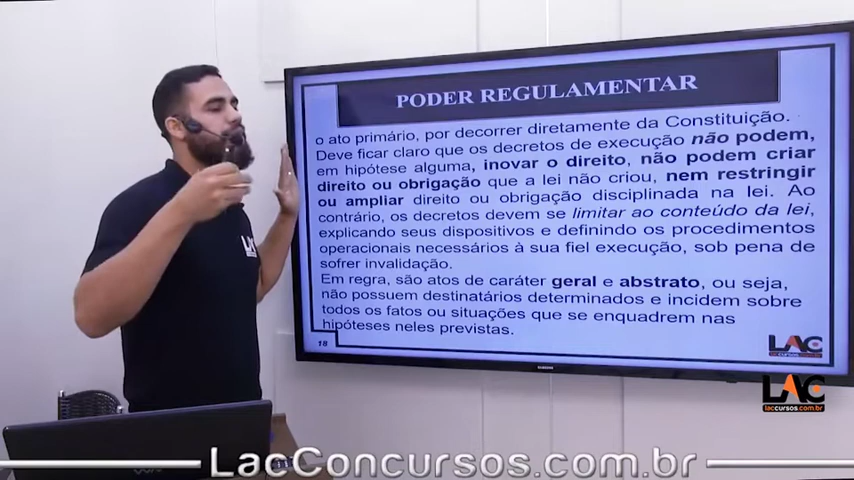 PODER REGULAMENTAR
o ato primário, por decorrer diretamente da Constituição.
Deve ficar claro que os decretos de execução não podem,
em hipótese alguma, inovar o direito, não podem criar
direito ou obrigação que a lei não criou, nem restringir
ou ampliar direito ou obrigação disciplinada na lei. Ao
contrário, os decretos devem se limitar ao conteúdo da lei,
explicando seus dispositivos e definindo os procedimentos
operacionais necessários à sua fiel execução, sob pena de
sofrer invalidação.
Em regra, são atos de caráter geral e abstrato, ou seja,
não possuem destinatários determinados e incidem sobre
todos os fatos ou situações que se enquadrem nas
hipóteses neles previstas.
18
LAC
SAMSUNG
LAC
laccursos.com.br
LAC
LacConcursos.com.br